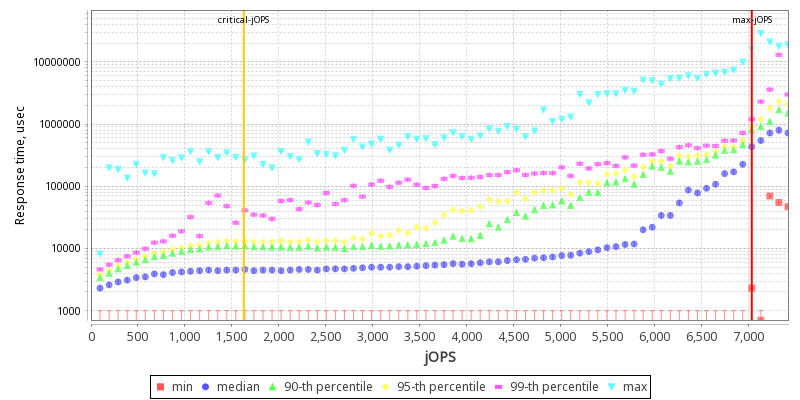 critical-jOPS max-jOPS
Response time, usec
10000000
1000000
100000
10000
1000
0 500 1,000 1,500 2,000 2,500 3,000 3,500 4,000 4,500 5,000 5,500 6,000 6,500 7,000
jOPS
min median 90-th percentile 95-th percentile 99-th percentile max